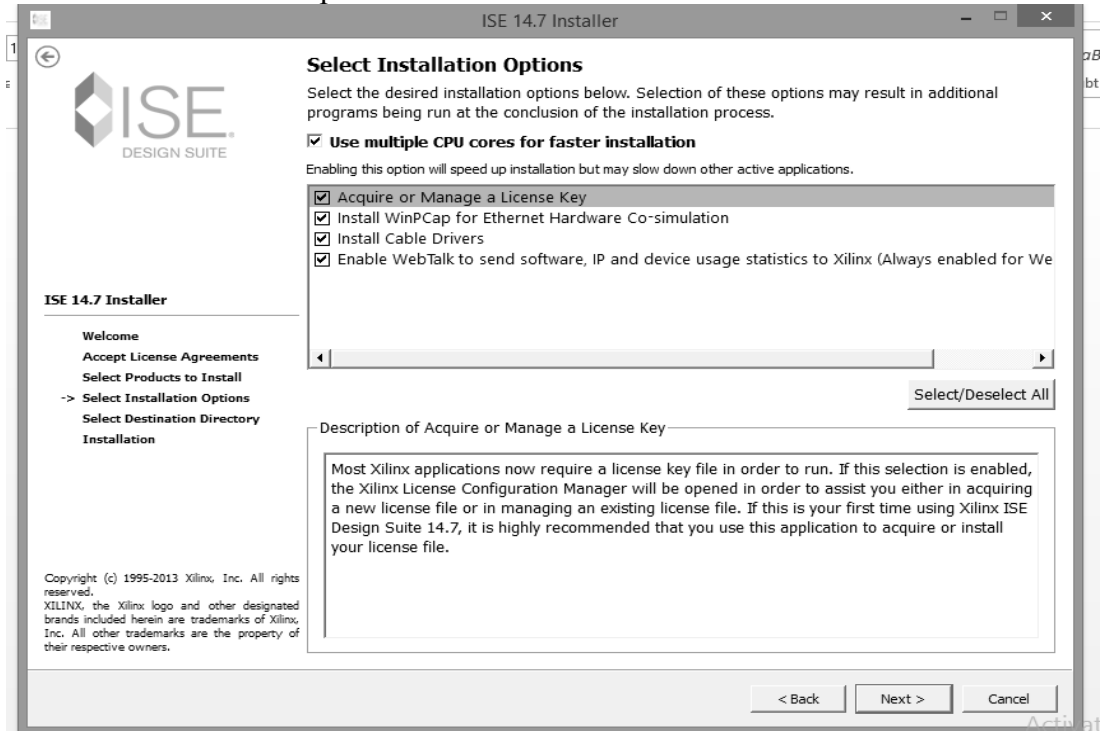 ISE 14.7 Installer
ISE.
DESIGN SUITE
Select Installation Options
Select the desired installation options below. Selection of these options may result in additional
programs being run at the conclusion of the installation process.
Use multiple CPU cores for faster installation
Enabling this option will speed up installation but may slow down other active applications.
Acquire or Manage a License Key
Install WinPCap for Ethernet Hardware Co-simulation
Install Cable Drivers
Enable WebTalk to send software, IP and device usage statistics to Xilinx (Always enabled for We
ISE 14.7 Installer
Welcome
Accept License Agreements
Select Products to Install
-> Select Installation Options
Select Destination Directory
Installation
Select/Deselect All
Description of Acquire or Manage a License Key
Most Xilinx applications now require a license key file in order to run. If this selection is enabled,
the Xilinx License Configuration Manager will be opened in order to assist you either in acquiring
a new license file or in managing an existing license file. If this is your first time using Xilinx ISE
Design Suite 14.7, it is highly recommended that you use this application to acquire or install
your license file.
Copyright (c) 1995-2013 Xilinx, Inc. All rights
reserved.
XILINX, the Xilinx logo and other designated
brands included herein are trademarks of Xilinx,
Inc. All other trademarks are the property of
their respective owners.
< Back
Next >
Cancel
Activat